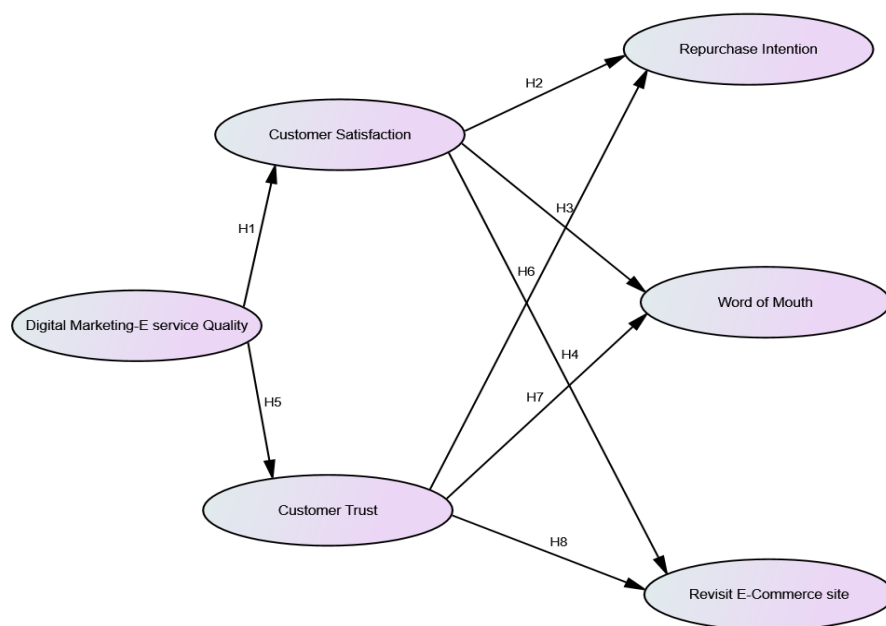 Repurchase Intention
H2
Customer Satisfaction
H3
H1
H6
Word of Mouth
Digital Marketing-E service Quality
H4
H7
H5
Customer Trust
H8
Revisit E-Commerce site